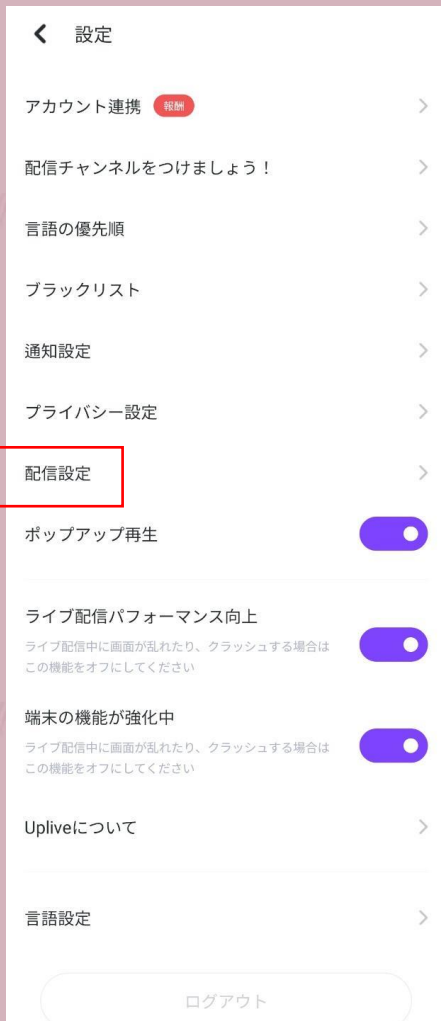 設定
アカウント連携 報酬
配信チャンネルをつけましょう！
言語の優先順
ブラックリスト
通知設定
プライバシー設定
配信設定
ポップアップ再生
ライブ配信パフォーマンス向上
ライブ配信中に画面が乱れたり、クラッシュする場合は
この機能をオフにしてください
端末の機能が強化中
ライブ配信中に画面が乱れたり、クラッシュする場合は
この機能をオフにしてください
Upliveについて
言語設定
ログアウト